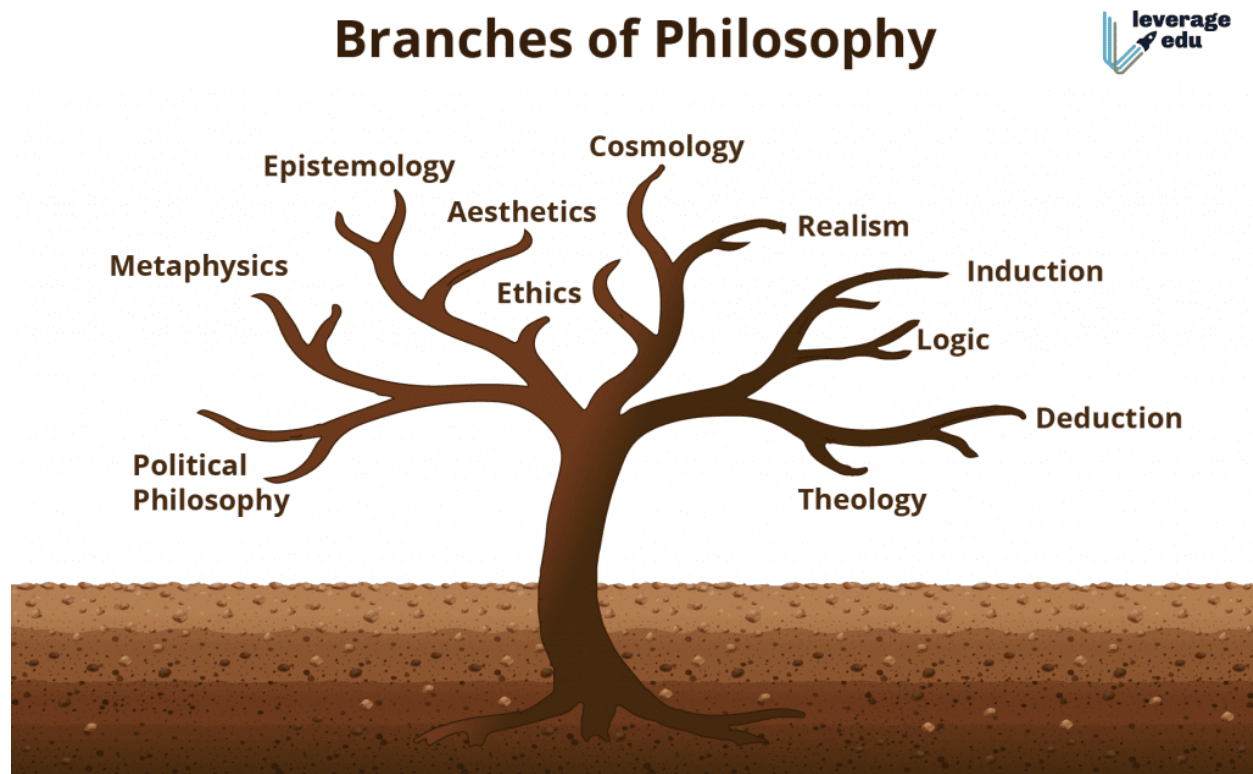 Branches of Philosophy
leverage
edu
Cosmology
Epistemology
Aesthetics
Realism
Metaphysics
Induction
Ethics
Logic
Deduction
Political
Philosophy
Theology